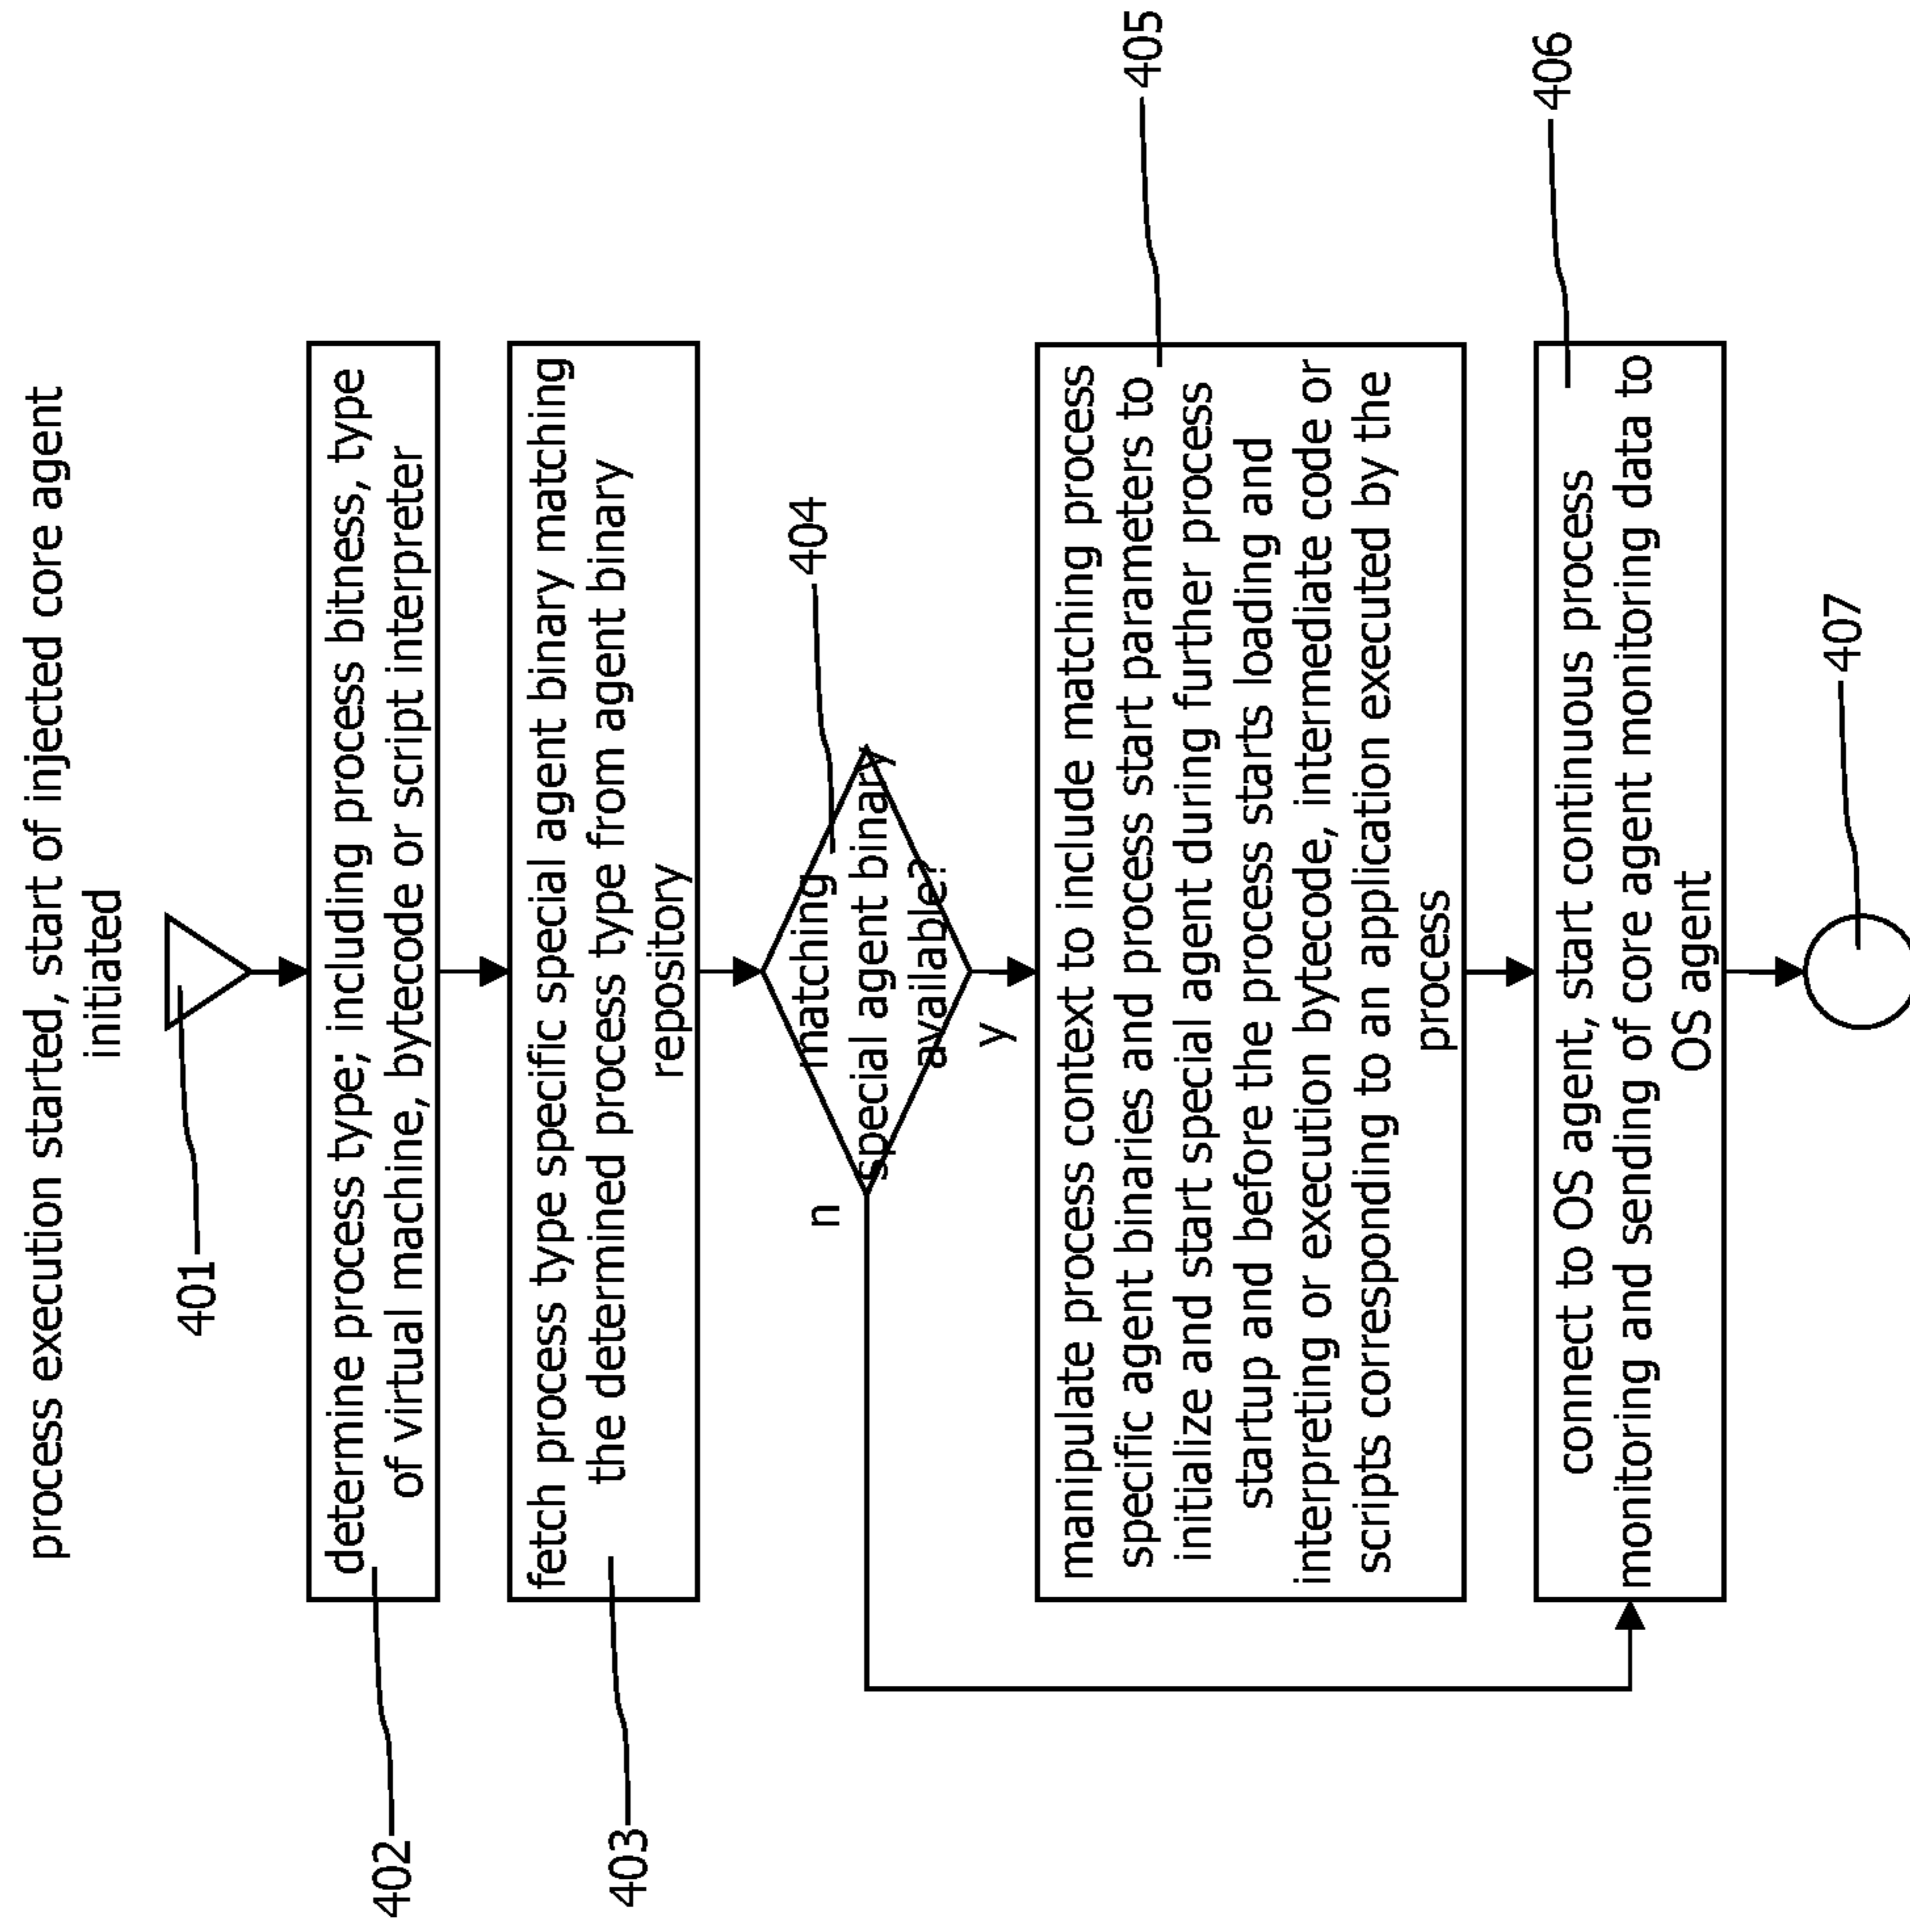 process execution started, start of injected core agent
initiated
401
determine process type; including process bitness, type
of virtual machine, bytecode or script interpreter
402
fetch process type specific special agent binary matching
the determined process type from agent binary
repository
403
404
matching
special agent binary
available?
n
y
manipulate process context to include matching process
specific agent binaries and process start parameters to
initialize and start special agent during further process
startup and before the process starts loading and
interpreting or execution bytecode, intermediate code or
scripts corresponding to an application executed by the
process
405
connect to OS agent, start continuous process
monitoring and sending of core agent monitoring data to
OS agent
406
407